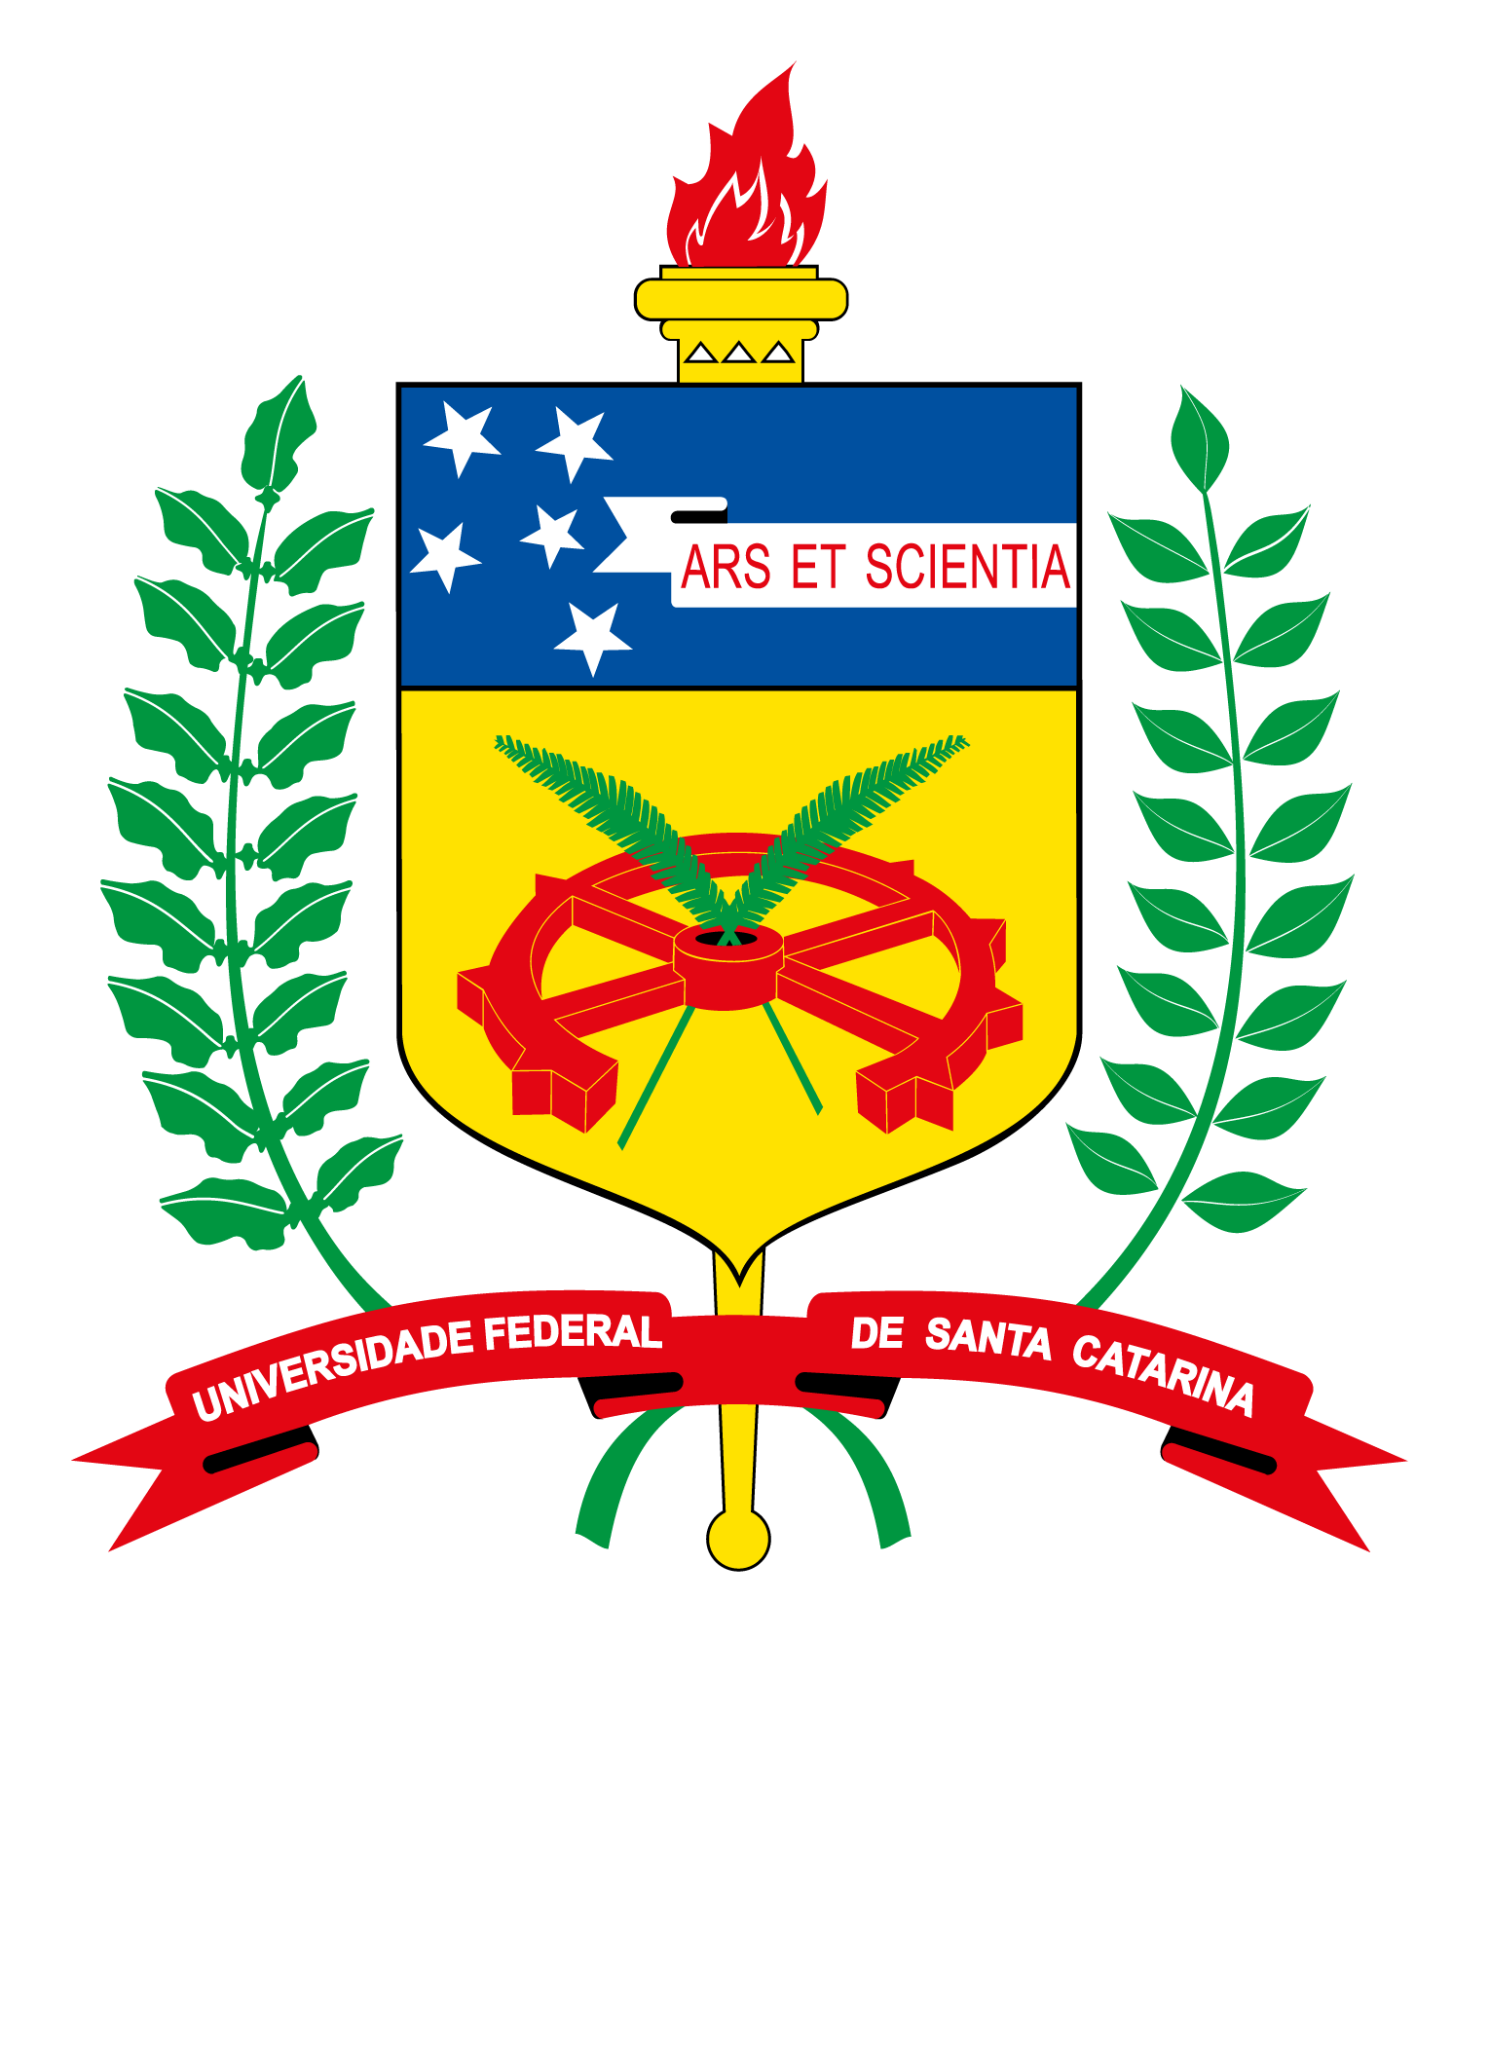 ARS ET SCIENTIA
UNIVERSIDADE FEDERAL DE SANTA CATARINA